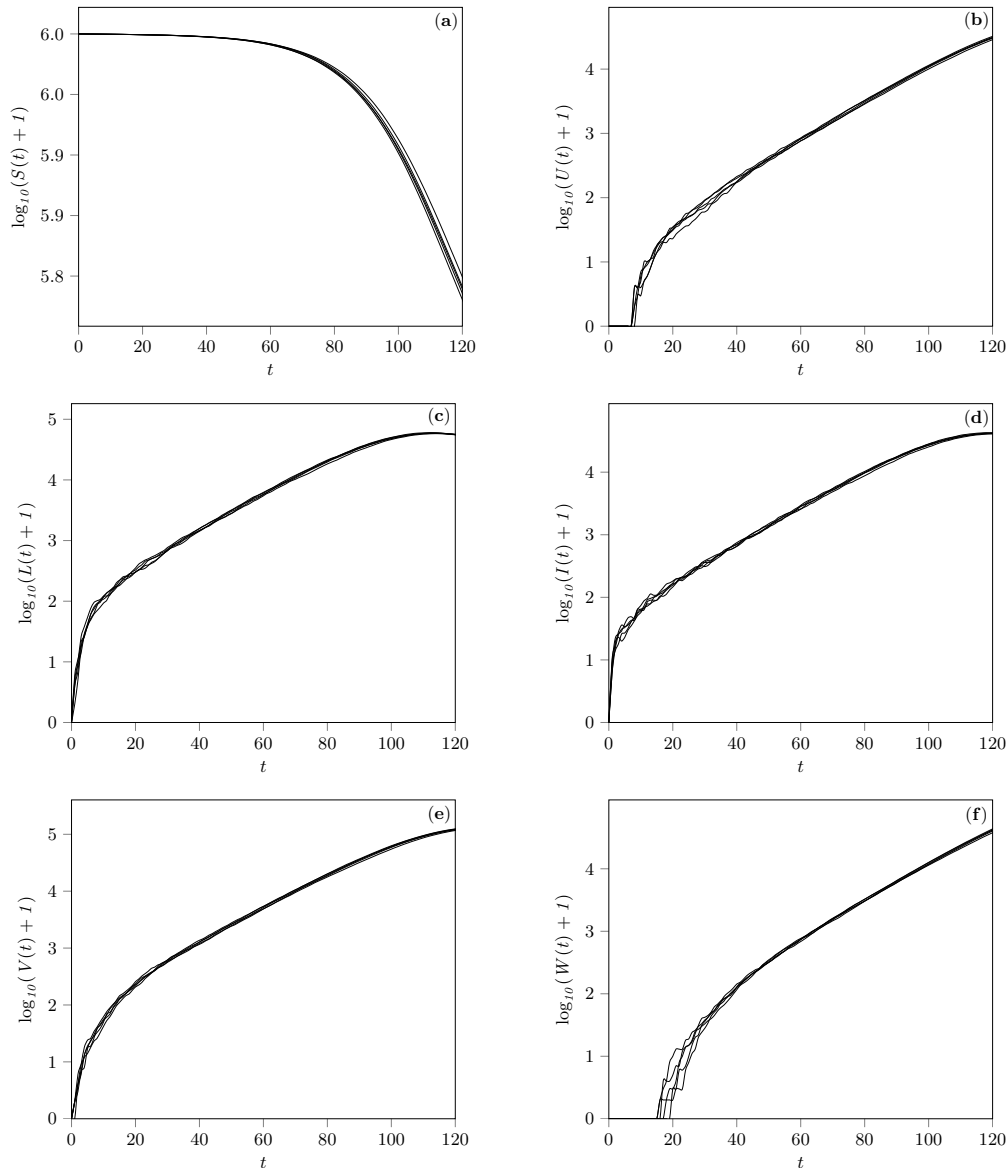 (a)
log10(S(t) + 1)
6.0
6.0
5.9
5.9
5.8
0 20 40 60 80 100 120
t
(b)
log10(U(t) + 1)
4
3
2
1
0
0 20 40 60 80 100 120
t
(c)
log10(L(t) + 1)
5
4
3
2
1
0
0 20 40 60 80 100 120
t
(d)
log10(I(t) + 1)
4
3
2
1
0
0 20 40 60 80 100 120
t
(e)
log10(V(t) + 1)
5
4
3
2
1
0
0 20 40 60 80 100 120
t
(f)
log10(W(t) + 1)
4
3
2
1
0
0 20 40 60 80 100 120
t